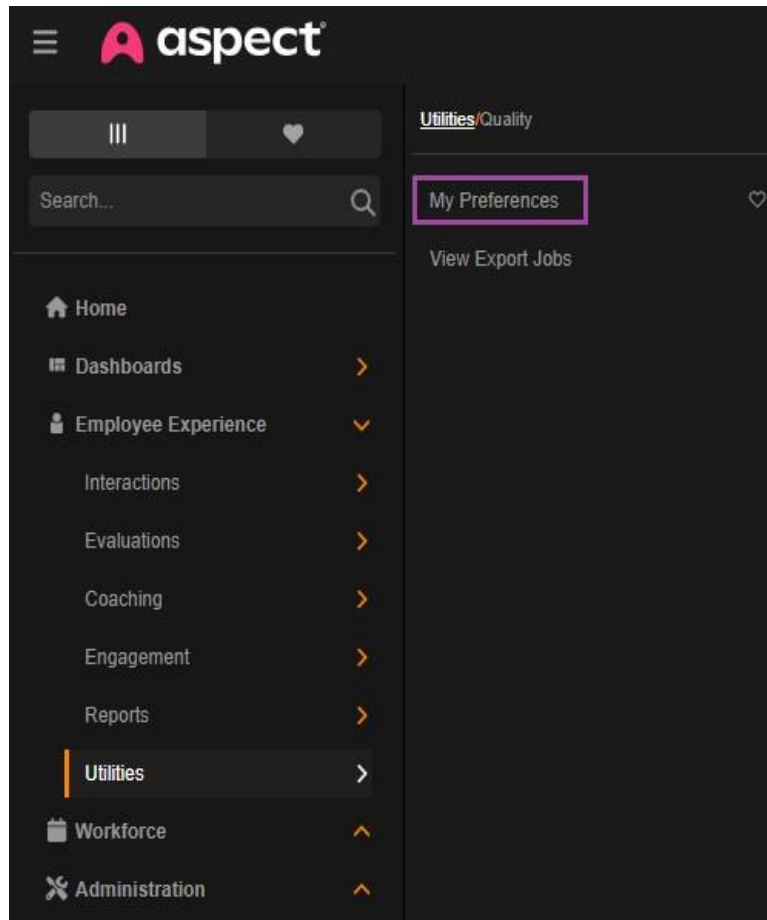 aspect
Utilities/Quality
Search...
My Preferences
View Export Jobs
Home
Dashboards
Employee Experience
Interactions
Evaluations
Coaching
Engagement
Reports
Utilities
Workforce
Administration